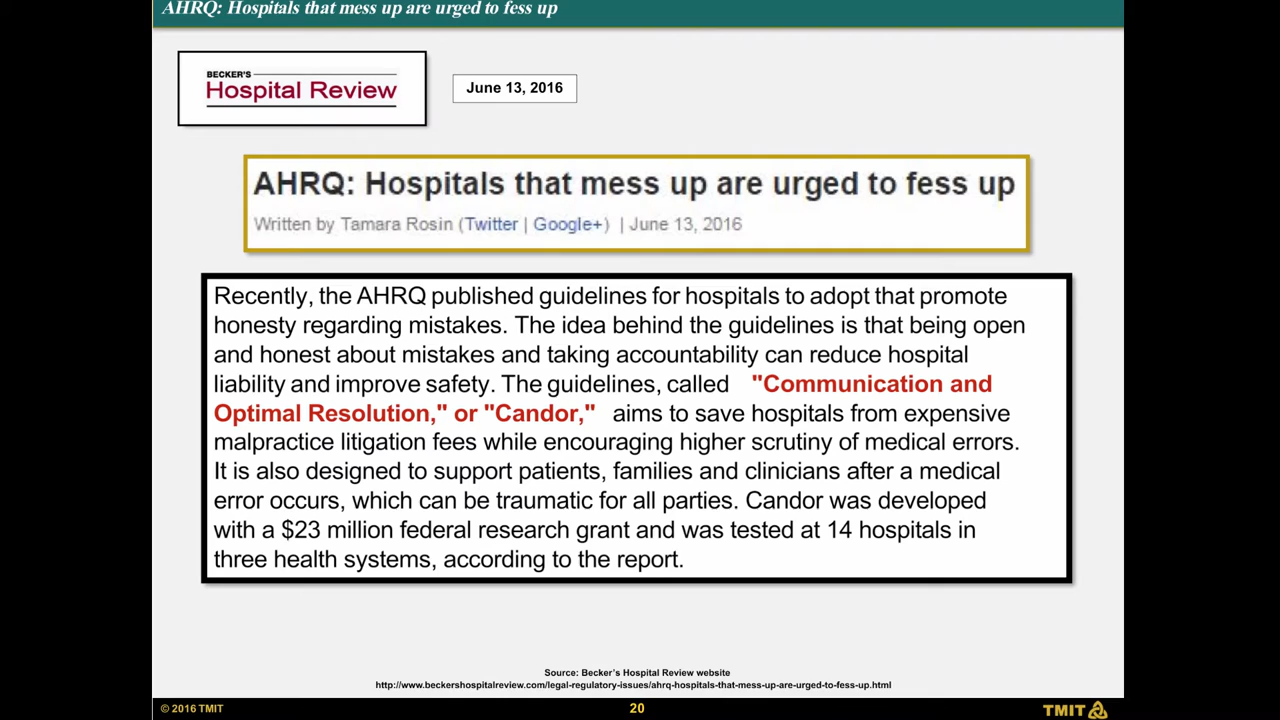 AHRQ: Hospitals that mess up are urged to fess up
BECKER'S
Hospital Review
June 13, 2016
AHRQ: Hospitals that mess up are urged to fess up
Written by Tamara Rosin (Twitter | Google+) | June 13, 2016
Recently, the AHRQ published guidelines for hospitals to adopt that promote
honesty regarding mistakes. The idea behind the guidelines is that being open
and honest about mistakes and taking accountability can reduce hospital
liability and improve safety. The guidelines, called "Communication and
Optimal Resolution," or "Candor," aims to save hospitals from expensive
malpractice litigation fees while encouraging higher scrutiny of medical errors.
It is also designed to support patients, families and clinicians after a medical
error occurs, which can be traumatic for all parties. Candor was developed
with a $23 million federal research grant and was tested at 14 hospitals in
three health systems, according to the report.
Source: Becker's Hospital Review website
http://www.beckershospitalreview.com/legal-regulatory-issues/ahrq-hospitals-that-mess-up-are-urged-to-fess-up.html
© 2016 TMIT
20
TMIT